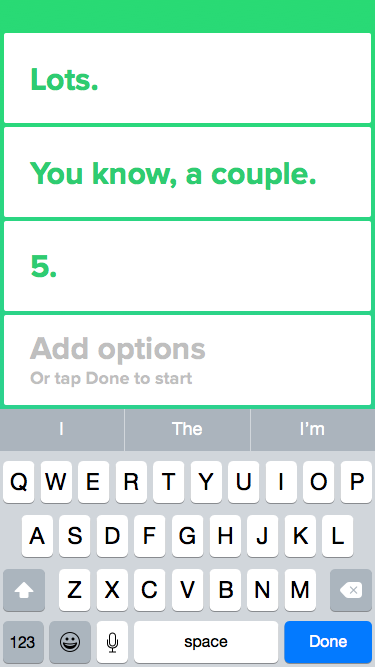 Lots.
You know, a couple.
5.
Add options
Or tap Done to start
I The I'm
Q W E R T Y U I O P
A S D F G H J K L
Z X C V B N M
123 space Done